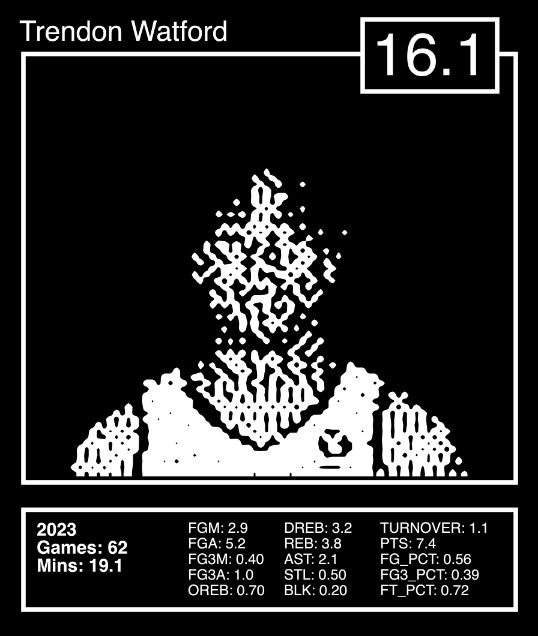 Trendon Watford
16.1
2023
Games: 62
Mins: 19.1
FGM: 2.9
FGA: 5.2
FG3M: 0.40
FG3A: 1.0
OREB: 0.70
DREB: 3.2
REB: 3.8
AST: 2.1
STL: 0.50
BLK: 0.20
TURNOVER: 1.1
PTS: 7.4
FG_PCT: 0.56
FG3_PCT: 0.39
FT_PCT: 0.72